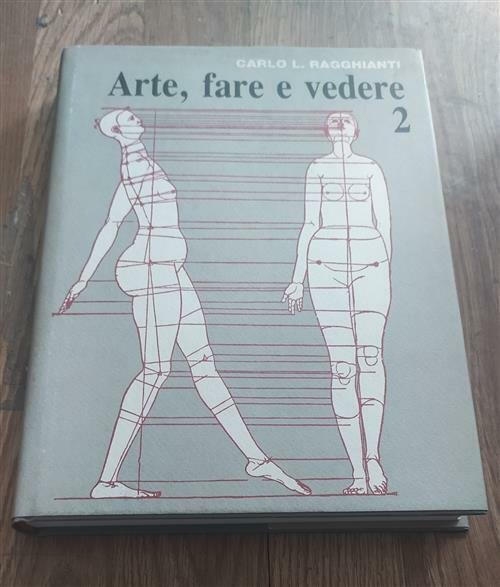 CARLO L. RAGGHIANTI
Arte, fare e vedere
2